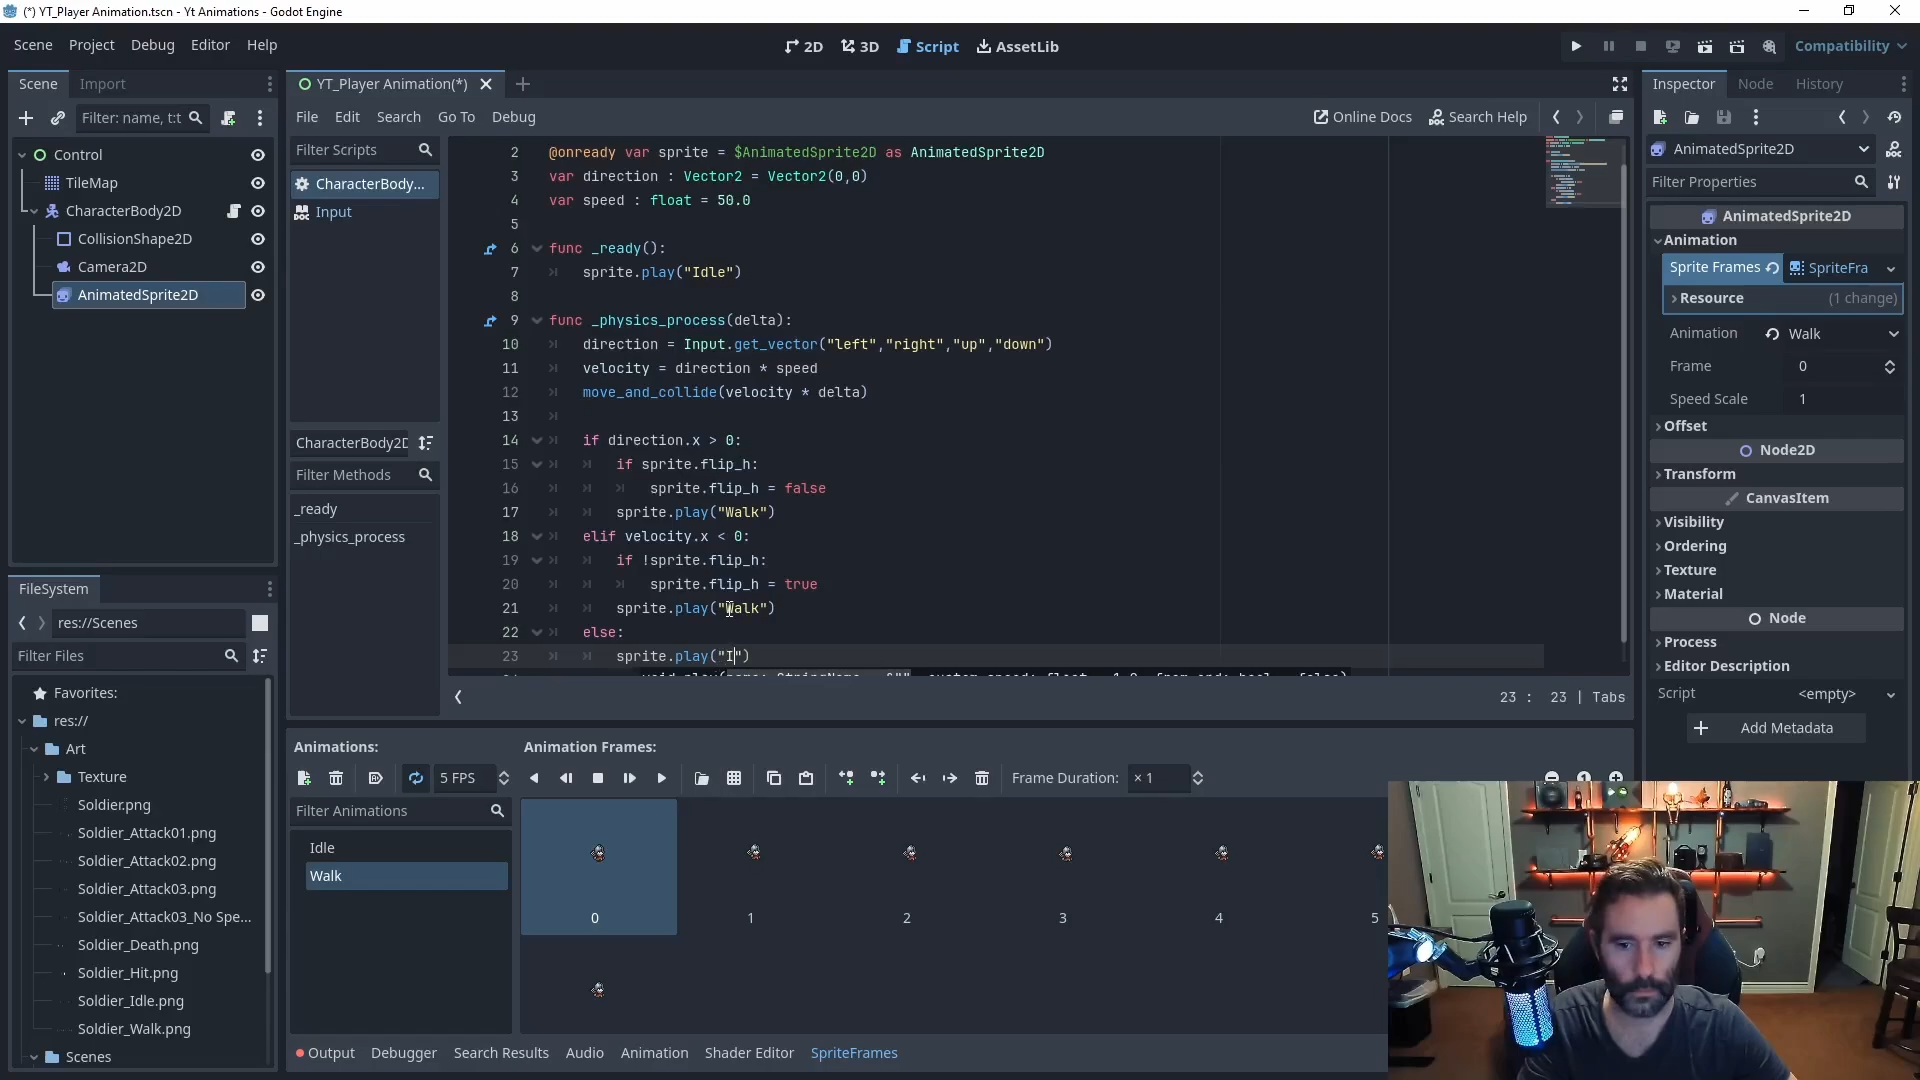 (*) YT_Player Animation.tscn - Yt Animations - Godot Engine
Scene Project Debug Editor Help
2D 3D Script AssetLib
Compatibility
Scene Import
Filter: name, t:t
Control
TileMap
CharacterBody2D
CollisionShape2D
Camera2D
AnimatedSprite2D
FileSystem
res://Scenes
Filter Files
Favorites:
res://
Art
Texture
Soldier.png
Soldier_Attack01.png
Soldier_Attack02.png
Soldier_Attack03.png
Soldier_Attack03_No Spe...
Soldier_Death.png
Soldier_Hit.png
Soldier_Idle.png
Soldier_Walk.png
Scenes
YT_Player Animation(*)
File Edit Search Go To Debug
Online Docs Search Help
Filter Scripts
CharacterBody...
Input
CharacterBody2D
Filter Methods
_ready
_physics_process
2 @onready var sprite = $AnimatedSprite2D as AnimatedSprite2D
3 var direction : Vector2 = Vector2(0,0)
4 var speed : float = 50.0
5
6 func _ready():
7 sprite.play("Idle")
8
9 func _physics_process(delta):
10 direction = Input.get_vector("left","right","up","down")
11 velocity = direction * speed
12 move_and_collide(velocity * delta)
13
14 if direction.x > 0:
15 if sprite.flip_h:
16 sprite.flip_h = false
17 sprite.play("Walk")
18 elif velocity.x < 0:
19 if !sprite.flip_h:
20 sprite.flip_h = true
21 sprite.play("Walk")
22 else:
23 sprite.play("I")
23 : 23 | Tabs
Animations:
5 FPS
Filter Animations
Idle
Walk
Animation Frames:
Frame Duration: × 1
0 1 2 3 4 5
Output Debugger Search Results Audio Animation Shader Editor SpriteFrames
Inspector Node History
AnimatedSprite2D
Filter Properties
AnimatedSprite2D
Animation
Sprite Frames SpriteFra
Resource (1 change)
Animation Walk
Frame 0
Speed Scale 1
Offset
Node2D
Transform
CanvasItem
Visibility
Ordering
Texture
Material
Node
Process
Editor Description
Script <empty>
Add Metadata